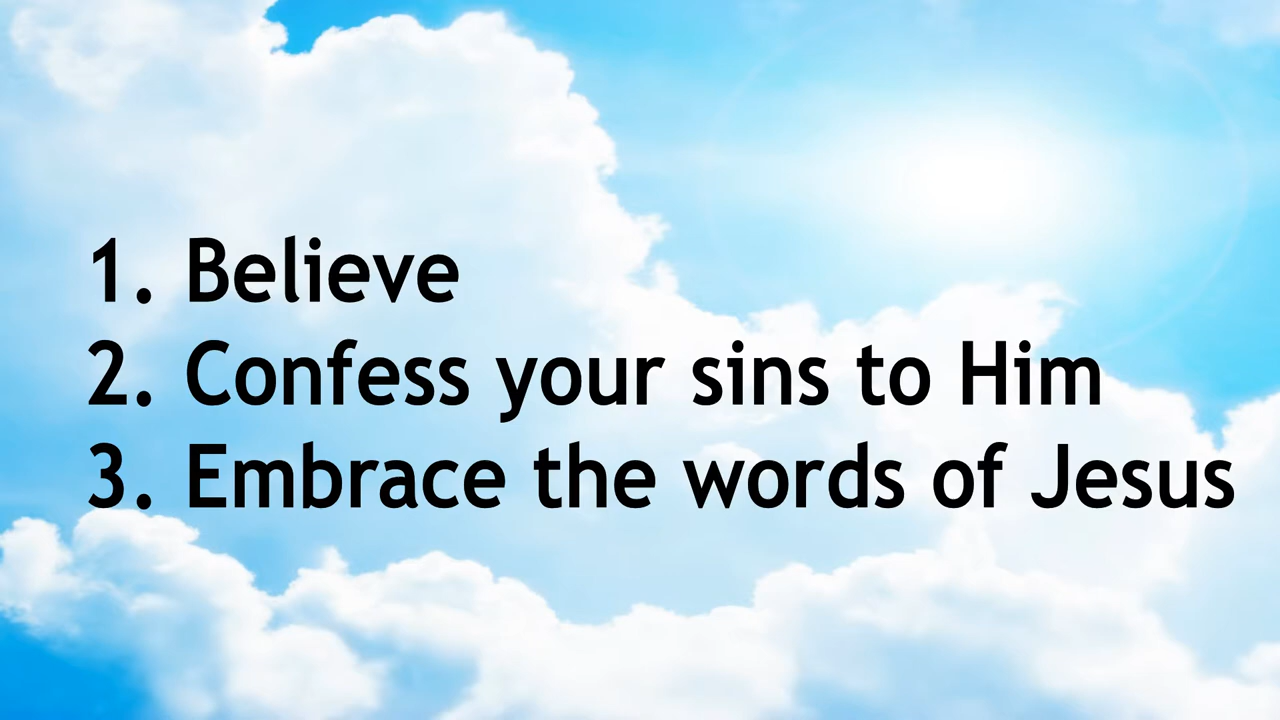 1. Believe
2. Confess your sins to Him
3. Embrace the words of Jesus